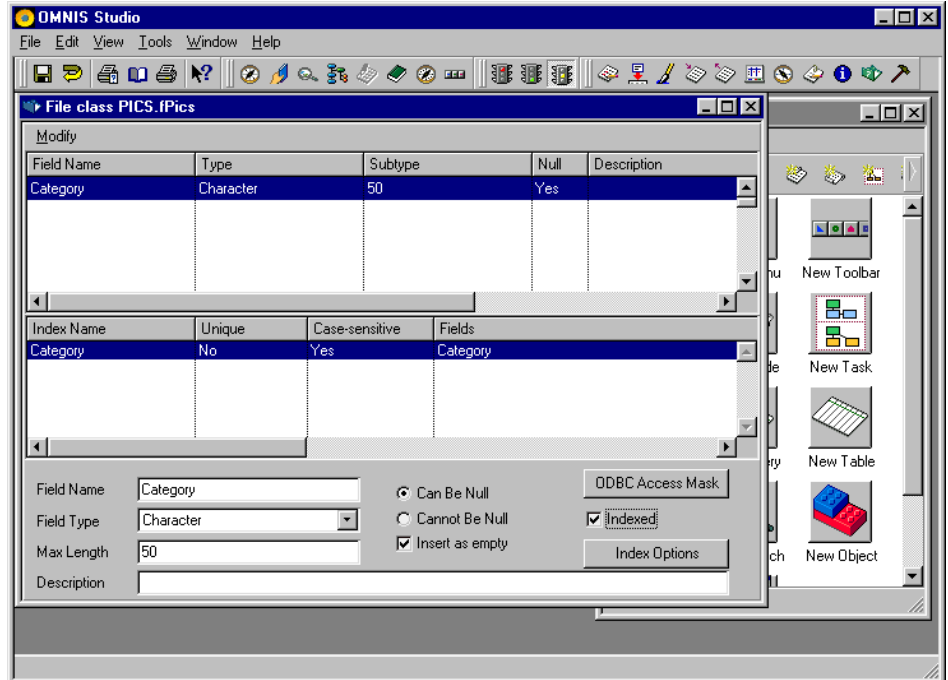 OMNIS Studio
File Edit View Tools Window Help
File class PICS.fPics
Modify
Field Name Type Subtype Null Description
Category Character 50 Yes
New Toolbar
Index Name Unique Case-sensitive Fields
Category No Yes Category
New Task
New Table
Field Name Category Can Be Null ODBC Access Mask
Field Type Character Cannot Be Null Indexed
Max Length 50 Insert as empty Index Options
New Object
Description